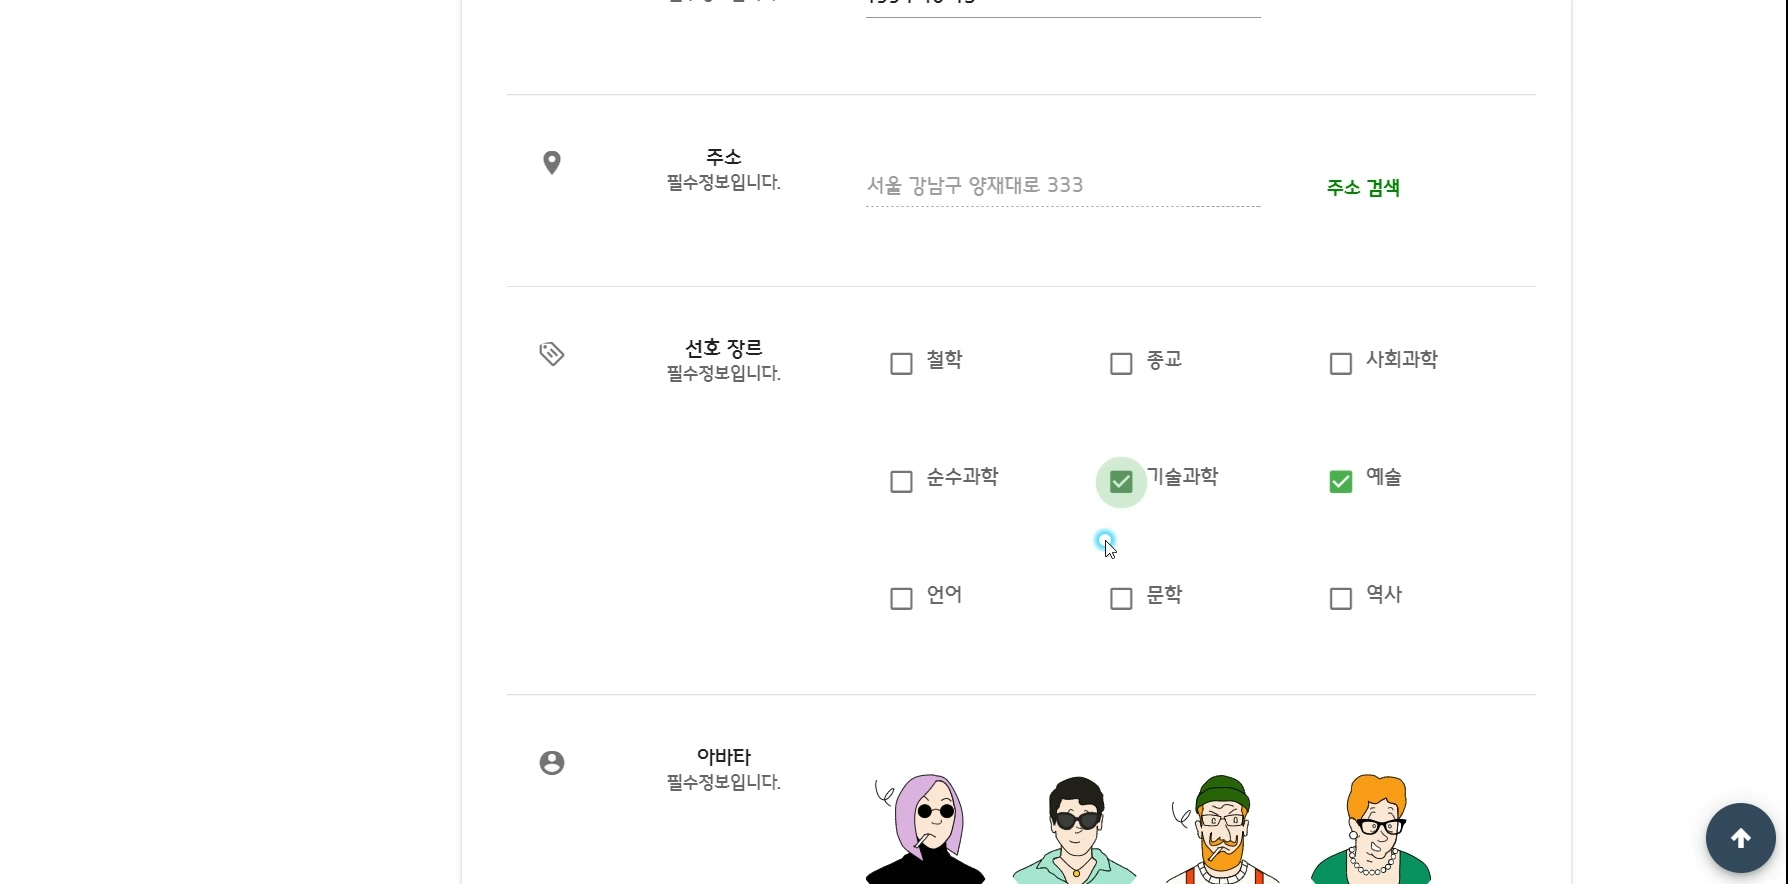 주소
필수정보입니다.
서울 강남구 양재대로 333
주소 검색
선호 장르
필수정보입니다.
철학
종교
사회과학
순수과학
기술과학
예술
언어
문학
역사
아바타
필수정보입니다.